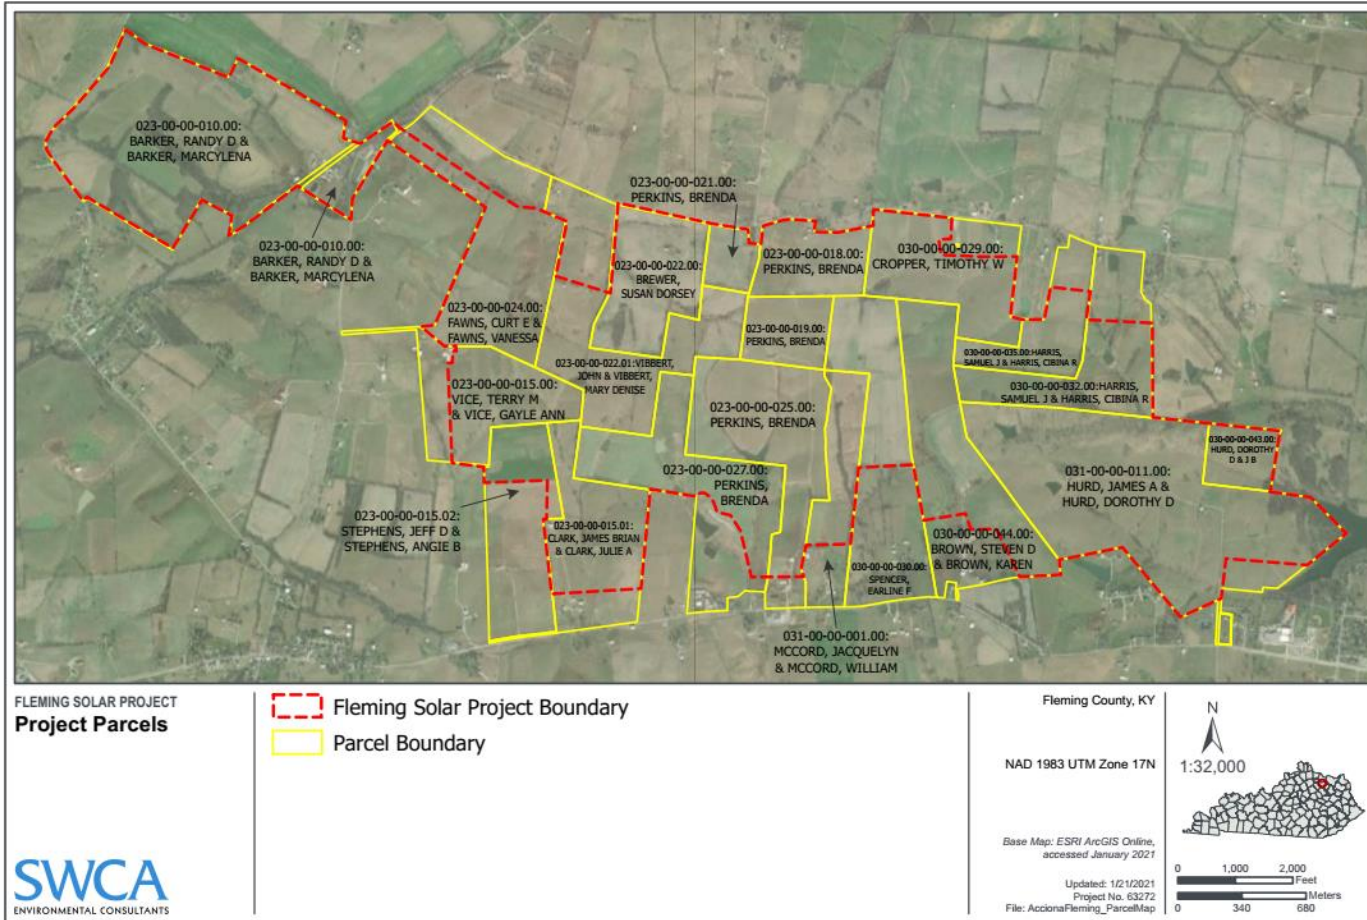 023-00-00-010.00:
BARKER, RANDY D &
BARKER, MARCYLENA
023-00-00-010.00:
BARKER, RANDY D &
BARKER, MARCYLENA
023-00-00-021.00:
PERKINS, BRENDA
023-00-00-022.00:
BREWER,
SUSAN DORSEY
023-00-00-018.00:
PERKINS, BRENDA
030-00-00-029.00:
CROPPER, TIMOTHY W
023-00-00-024.00:
FAWNS, CURT E &
FAWNS, VANESSA
023-00-00-019.00:
PERKINS, BRENDA
023-00-00-022.01:VIBBERT,
JOHN & VIBBERT,
MARY DENISE
030-00-00-035.00:HARRIS,
SAMUEL J & HARRIS, CIBINA R
030-00-00-032.00:HARRIS,
SAMUEL J & HARRIS, CIBINA R
023-00-00-015.00:
VICE, TERRY M
& VICE, GAYLE ANN
023-00-00-025.00:
PERKINS, BRENDA
030-00-00-043.00:
HURD, DOROTHY
D & J B
023-00-00-027.00:
PERKINS,
BRENDA
031-00-00-011.00:
HURD, JAMES A &
HURD, DOROTHY D
023-00-00-015.02:
STEPHENS, JEFF D &
STEPHENS, ANGIE B
023-00-00-015.01:
CLARK, JAMES BRIAN
& CLARK, JULIE A
030-00-00-044.00:
BROWN, STEVEN D
& BROWN, KAREN
030-00-00-030.00:
SPENCER,
EARLINE F
031-00-00-001.00:
MCCORD, JACQUELYN
& MCCORD, WILLIAM
FLEMING SOLAR PROJECT
Project Parcels
Fleming Solar Project Boundary
Parcel Boundary
Fleming County, KY
NAD 1983 UTM Zone 17N
Base Map: ESRI ArcGIS Online,
accessed January 2021
Updated: 1/21/2021
Project No. 63272
File: AccionaFleming_ParcelMap
N
1:32,000
0 1,000 2,000
Feet
Meters
0 340 680
SWCA
ENVIRONMENTAL CONSULTANTS